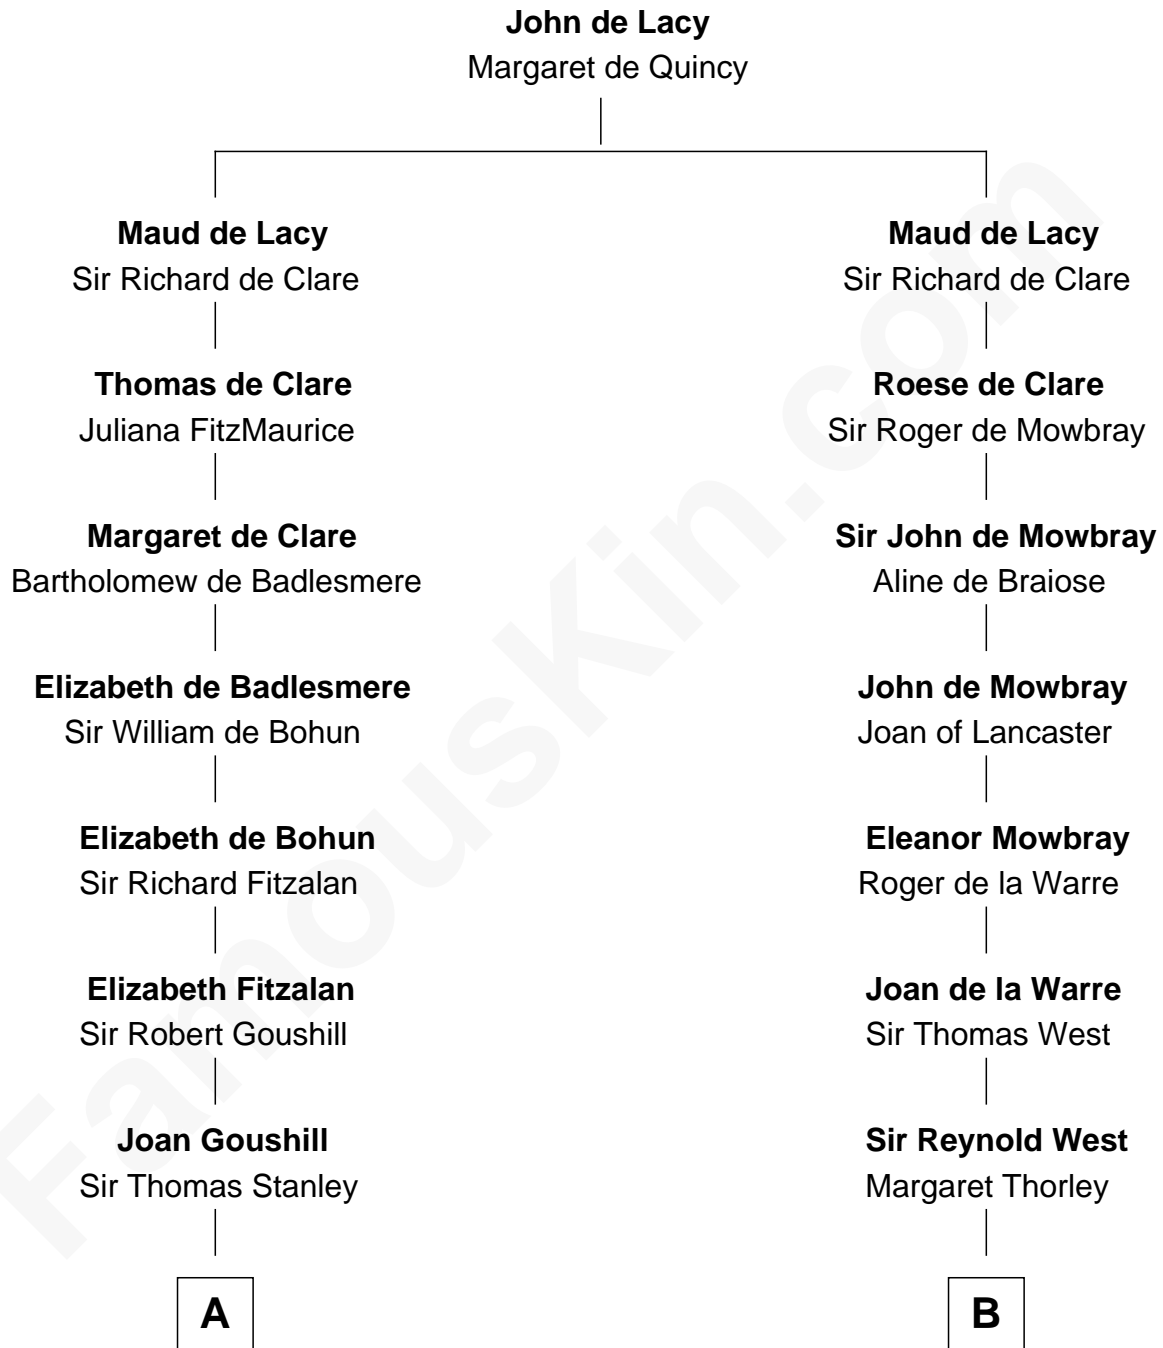 John de Lacy
Margaret de Quincy
Maud de Lacy
Sir Richard de Clare
Thomas de Clare
Juliana FitzMaurice
Margaret de Clare
Bartholomew de Badlesmere
Elizabeth de Badlesmere
Sir William de Bohun
Elizabeth de Bohun
Sir Richard Fitzalan
Elizabeth Fitzalan
Sir Robert Goushill
Joan Goushill
Sir Thomas Stanley
A
Maud de Lacy
Sir Richard de Clare
Roese de Clare
Sir Roger de Mowbray
Sir John de Mowbray
Aline de Braiose
John de Mowbray
Joan of Lancaster
Eleanor Mowbray
Roger de la Warre
Joan de la Warre
Sir Thomas West
Sir Reynold West
Margaret Thorley
B
FamousKin.com